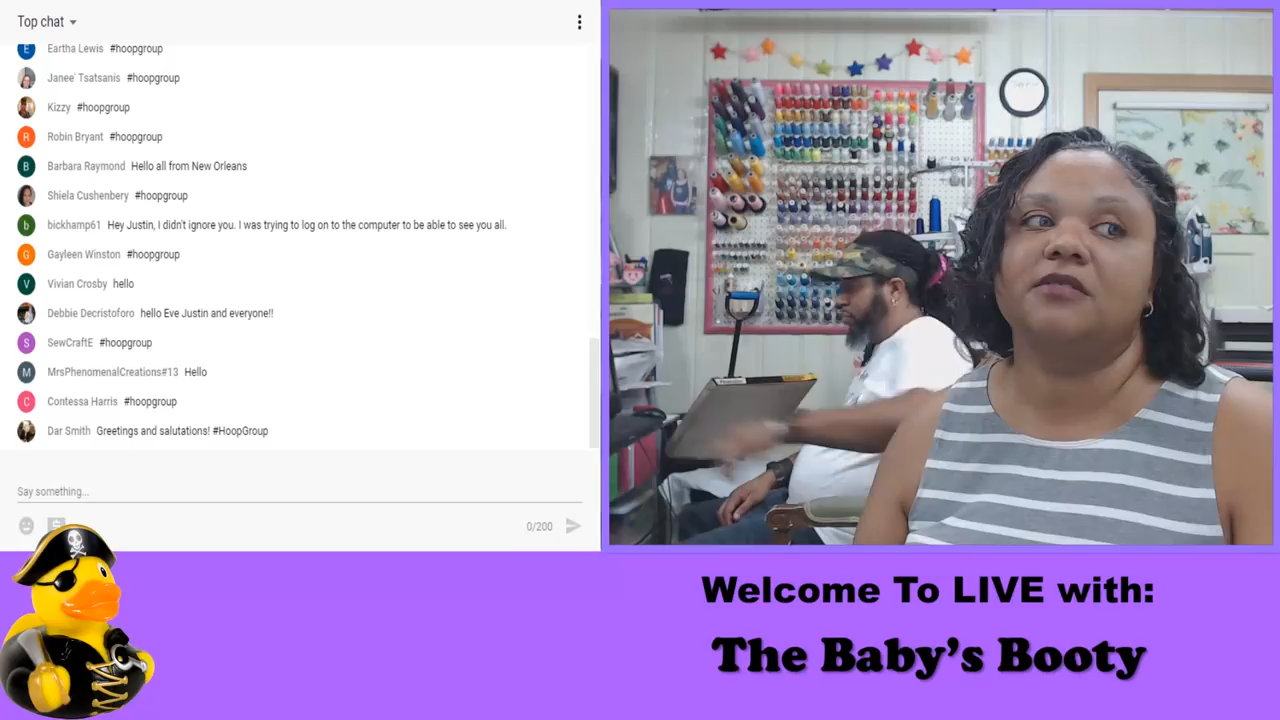 Top chat
Eartha Lewis #hoopgroup
Janee' Tsatsanis #hoopgroup
Kizzy #hoopgroup
R Robin Bryant #hoopgroup
B Barbara Raymond Hello all from New Orleans
Shiela Cushenbery #hoopgroup
b bickhamp61 Hey Justin, I didn't ignore you. I was trying to log on to the computer to be able to see you all.
G Gayleen Winston #hoopgroup
V Vivian Crosby hello
Debbie Decristoforo hello Eve Justin and everyone!!
S SewCraftE #hoopgroup
M MrsPhenomenalCreations#13 Hello
C Contessa Harris #hoopgroup
Dar Smith Greetings and salutations! #HoopGroup
Say something...
0/200
Welcome To LIVE with:
The Baby's Booty